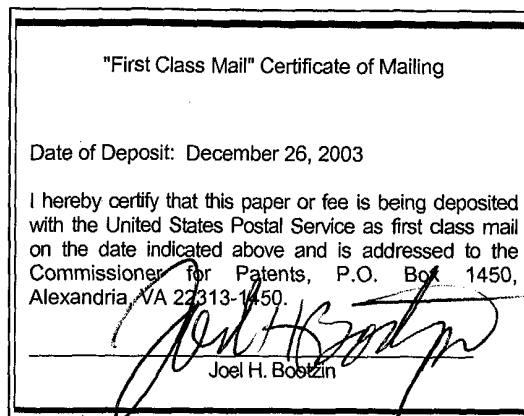 "First Class Mail" Certificate of Mailing
Date of Deposit: December 26, 2003
I hereby certify that this paper or fee is being deposited
with the United States Postal Service as first class mail
on the date indicated above and is addressed to the
Commissioner for Patents, P.O. Box 1450,
Alexandria, VA 22313-1450.
Joel H Bootzin
Joel H. Bootzin